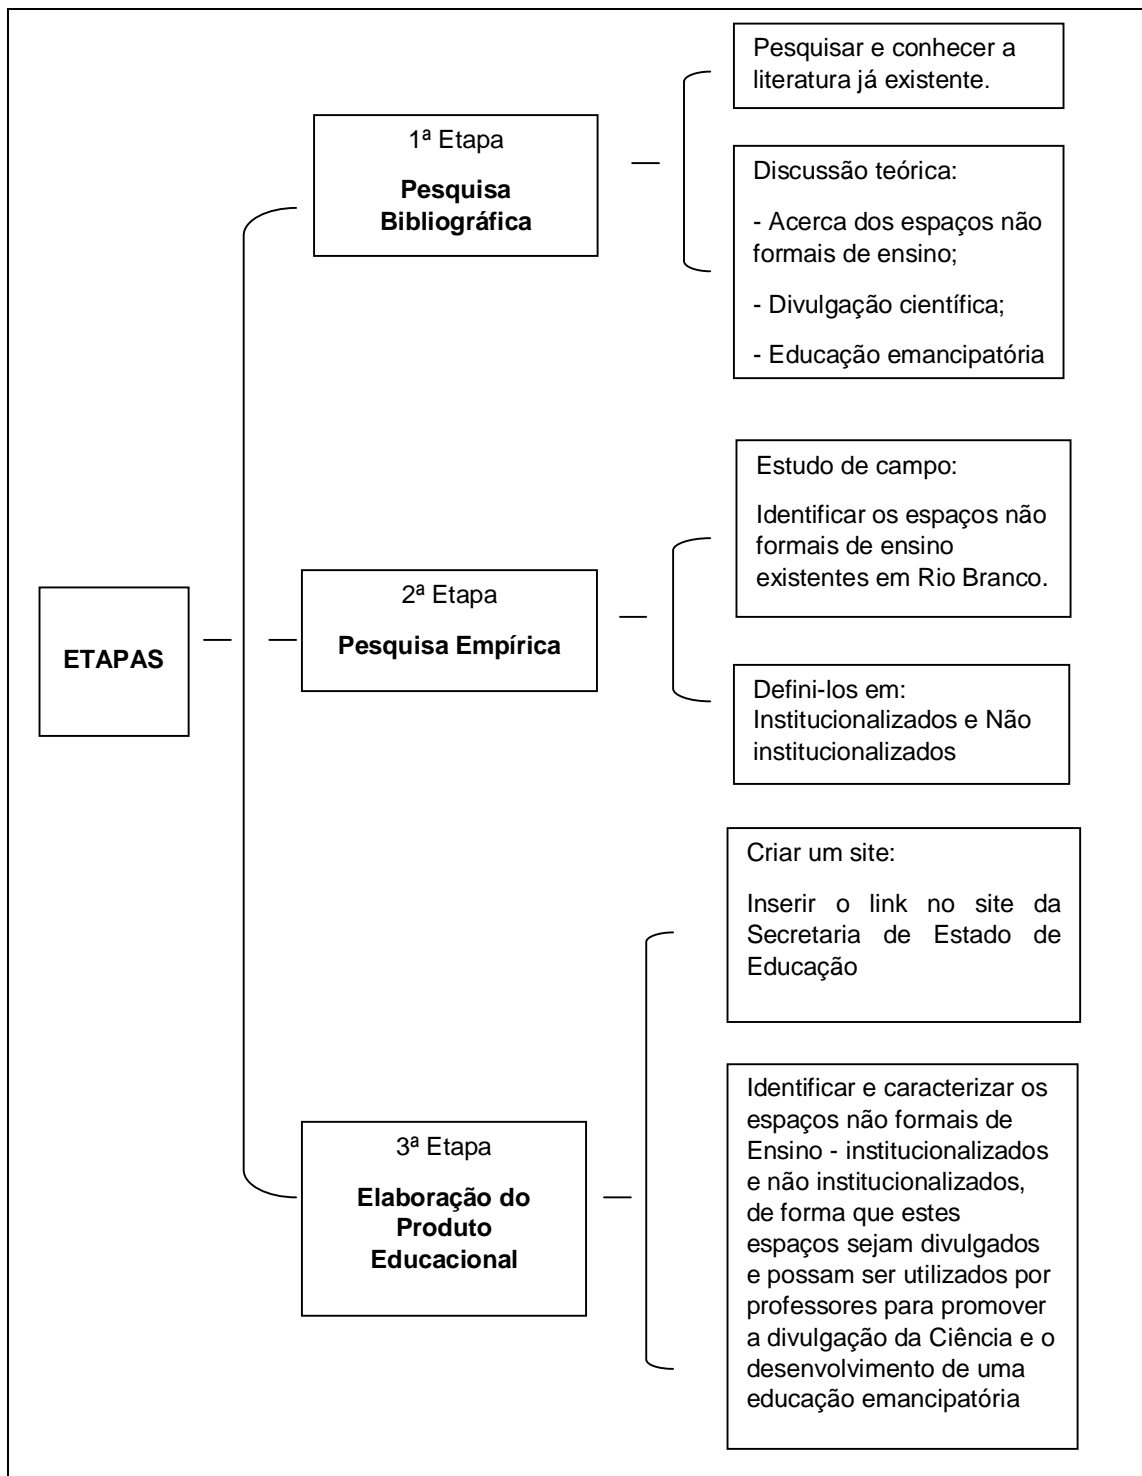 ETAPAS
1ª Etapa
Pesquisa
Bibliográfica
Pesquisar e conhecer a
literatura já existente.
Discussão teórica:
- Acerca dos espaços não
formais de ensino;
- Divulgação científica;
- Educação emancipatória
2ª Etapa
Pesquisa Empírica
Estudo de campo:
Identificar os espaços não
formais de ensino
existentes em Rio Branco.
Defini-los em:
Institucionalizados e Não
institucionalizados
3ª Etapa
Elaboração do
Produto
Educacional
Criar um site:
Inserir o link no site da
Secretaria de Estado de
Educação
Identificar e caracterizar os
espaços não formais de
Ensino - institucionalizados
e não institucionalizados,
de forma que estes
espaços sejam divulgados
e possam ser utilizados por
professores para promover
a divulgação da Ciência e o
desenvolvimento de uma
educação emancipatória